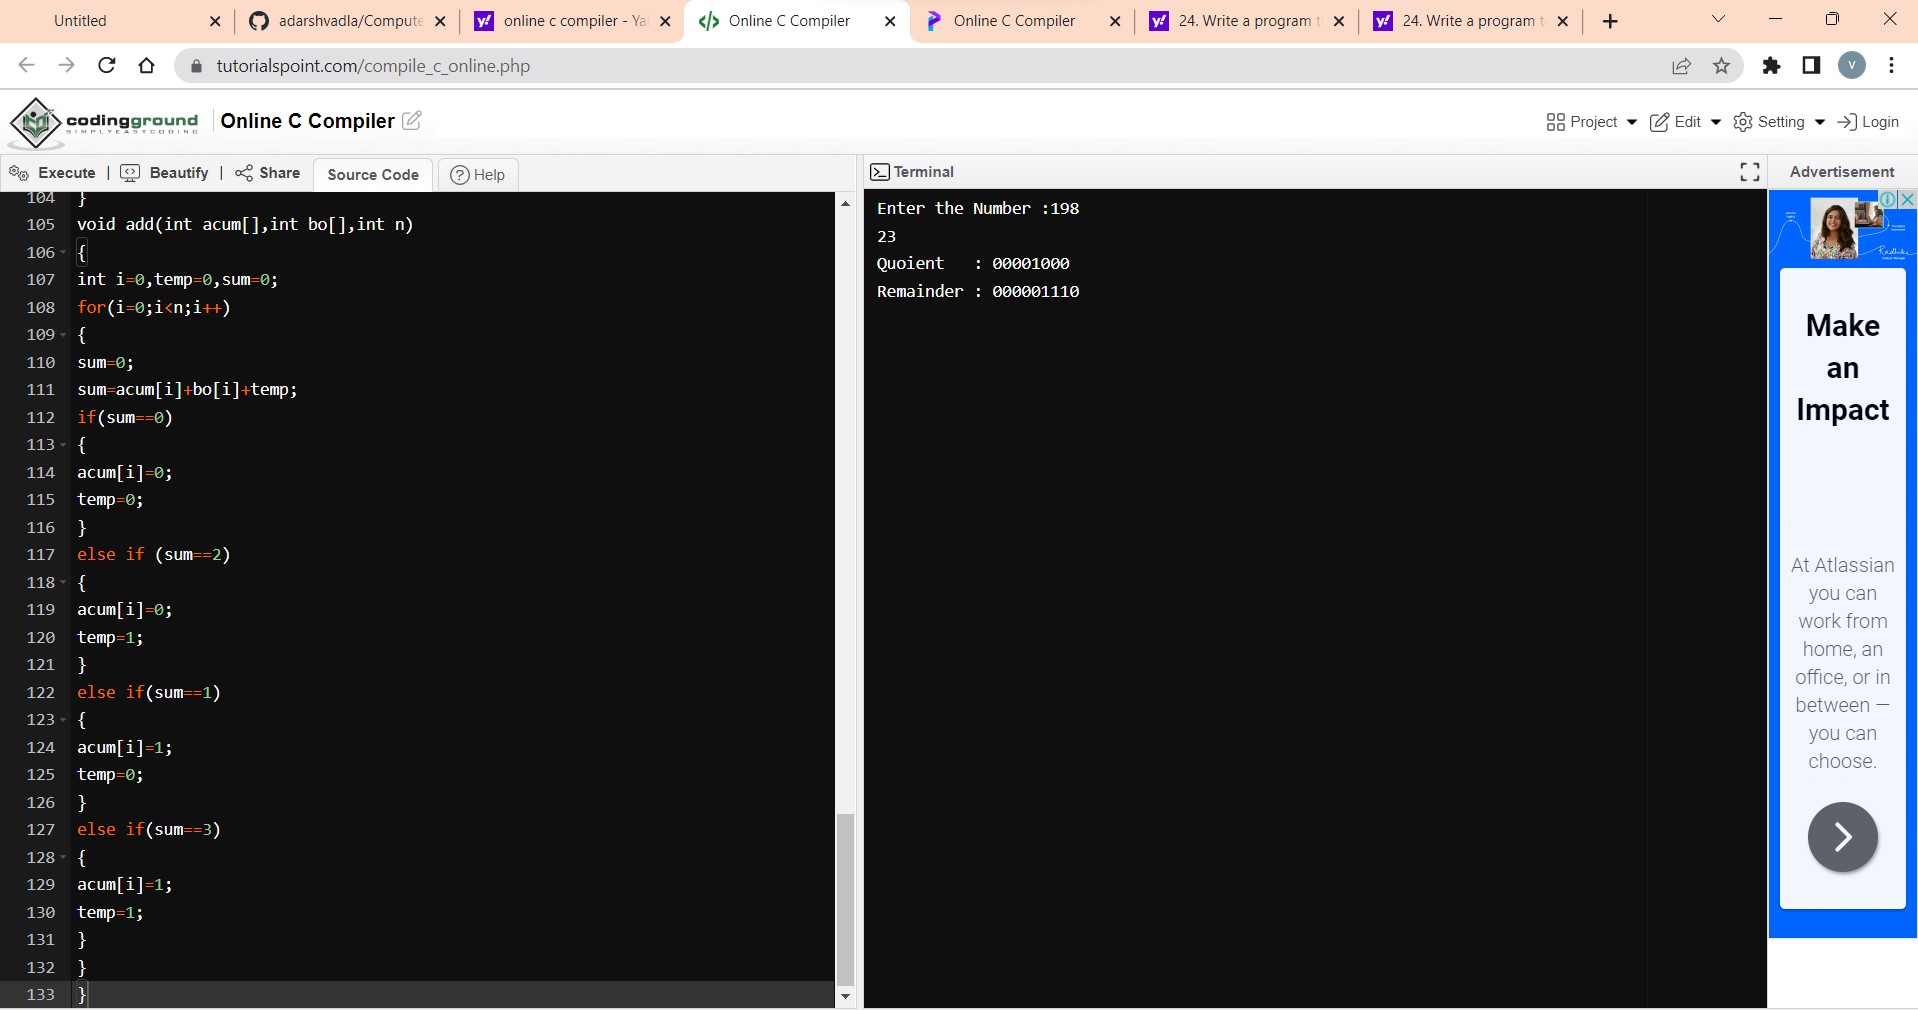 Untitled
adarshvadla/Compute
online c compiler - Ya
Online C Compiler
Online C Compiler
24. Write a program t
24. Write a program t
tutorialspoint.com/compile_c_online.php
V
codingground
SIMPLYEASYCODING
Online C Compiler
Project
Edit
Setting
Login
Execute | Beautify | Share
Source Code
Help
104 }
105 void add(int acum[],int bo[],int n)
106 {
107 int i=0,temp=0,sum=0;
108 for(i=0;i<n;i++)
109 {
110 sum=0;
111 sum=acum[i]+bo[i]+temp;
112 if(sum==0)
113 {
114 acum[i]=0;
115 temp=0;
116 }
117 else if (sum==2)
118 {
119 acum[i]=0;
120 temp=1;
121 }
122 else if(sum==1)
123 {
124 acum[i]=1;
125 temp=0;
126 }
127 else if(sum==3)
128 {
129 acum[i]=1;
130 temp=1;
131 }
132 }
133 }
Terminal
Enter the Number :198
23
Quoient   : 00001000
Remainder : 000001110
Advertisement
Make
an
Impact
At Atlassian
you can
work from
home, an
office, or in
between —
you can
choose.